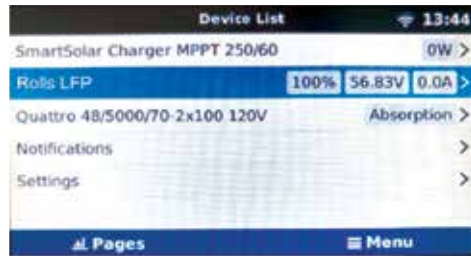 Device List 13:44
SmartSolar Charger MPPT 250/60 0W >
Rolls LFP 100% 56.83V 0.0A >
Quattro 48/5000/70-2x100 120V Absorption >
Notifications >
Settings >
Pages Menu